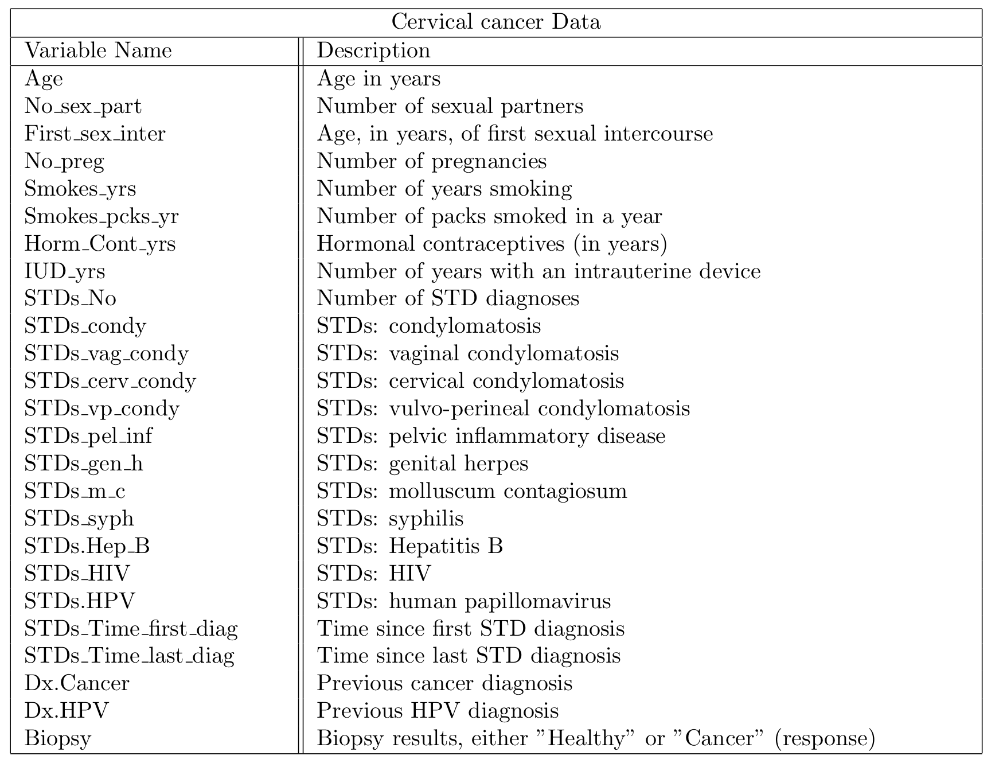 Cervical cancer Data
Variable Name Description
Age Age in years
No_sex_part Number of sexual partners
First_sex_inter Age, in years, of first sexual intercourse
No_preg Number of pregnancies
Smokes_yrs Number of years smoking
Smokes_pcks_yr Number of packs smoked in a year
Horm_Cont_yrs Hormonal contraceptives (in years)
IUD_yrs Number of years with an intrauterine device
STDs_No Number of STD diagnoses
STDs_condy STDs: condylomatosis
STDs_vag_condy STDs: vaginal condylomatosis
STDs_cerv_condy STDs: cervical condylomatosis
STDs_vp_condy STDs: vulvo-perineal condylomatosis
STDs_pel_inf STDs: pelvic inflammatory disease
STDs_gen_h STDs: genital herpes
STDs_m_c STDs: molluscum contagiosum
STDs_syph STDs: syphilis
STDs.Hep_B STDs: Hepatitis B
STDs_HIV STDs: HIV
STDs.HPV STDs: human papillomavirus
STDs_Time_first_diag Time since first STD diagnosis
STDs_Time_last_diag Time since last STD diagnosis
Dx.Cancer Previous cancer diagnosis
Dx.HPV Previous HPV diagnosis
Biopsy Biopsy results, either ”Healthy” or ”Cancer” (response)